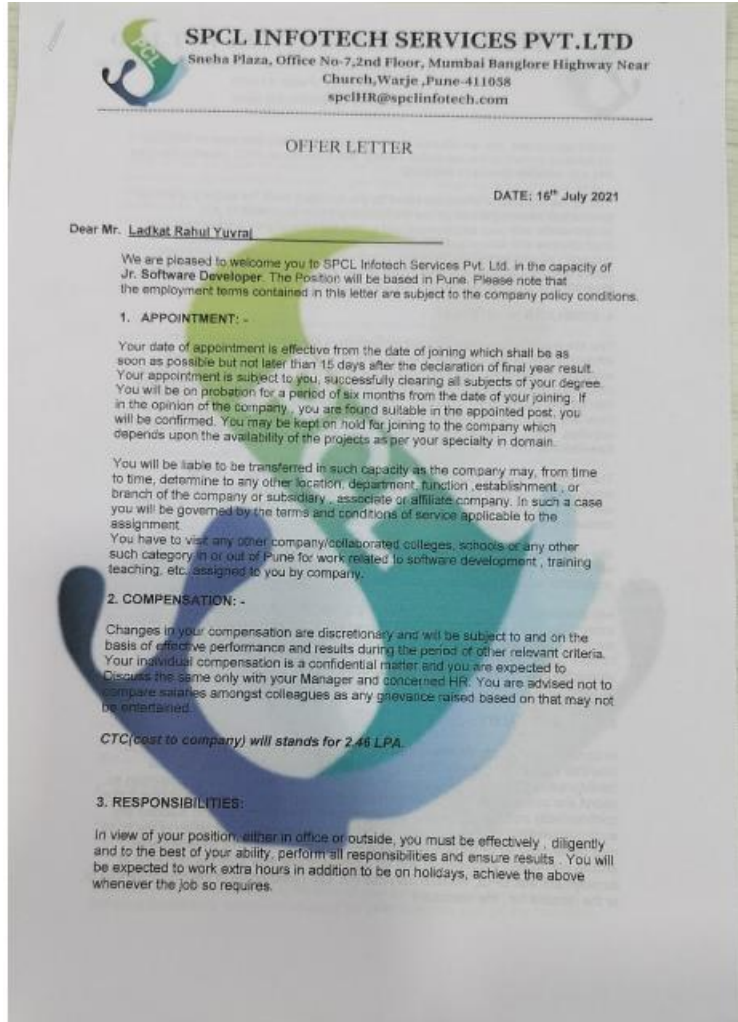 SPCL
SPCL INFOTECH SERVICES PVT.LTD
Sneha Plaza, Office No-7,2nd Floor, Mumbai Banglore Highway Near
Church,Warje ,Pune-411058
spclHR@spclinfotech.com
OFFER LETTER
DATE: 16th July 2021
Dear Mr. Ladkat Rahul Yuvraj
We are pleased to welcome you to SPCL Infotech Services Pvt. Ltd. in the capacity of
Jr. Software Developer. The Position will be based in Pune. Please note that
the employment terms contained in this letter are subject to the company policy conditions.
1. APPOINTMENT: -
Your date of appointment is effective from the date of joining which shall be as
soon as possible but not later than 15 days after the declaration of final year result.
Your appointment is subject to you, successfully clearing all subjects of your degree.
You will be on probation for a period of six months from the date of your joining. If
in the opinion of the company , you are found suitable in the appointed post, you
will be confirmed. You may be kept on hold for joining to the company which
depends upon the availability of the projects as per your specialty in domain.
You will be liable to be transferred in such capacity as the company may, from time
to time, determine to any other location, department, function ,establishment , or
branch of the company or subsidiary , associate or affiliate company. In such a case
you will be governed by the terms and conditions of service applicable to the
assignment
You have to visit any other company/collaborated colleges, schools or any other
such category in or out of Pune for work related to software development , training
teaching, etc. assigned to you by company.
2. COMPENSATION: -
Changes in your compensation are discretionary and will be subject to and on the
basis of effective performance and results during the period of other relevant criteria.
Your individual compensation is a confidential matter and you are expected to
Discuss the same only with your Manager and concerned HR. You are advised not to
compare salaries amongst colleagues as any grievance raised based on that may not
be entertained.
CTC(cost to company) will stands for 2.46 LPA.
3. RESPONSIBILITIES:
In view of your position, either in office or outside, you must be effectively , diligently
and to the best of your ability, perform all responsibilities and ensure results . You will
be expected to work extra hours in addition to be on holidays, achieve the above
whenever the job so requires.